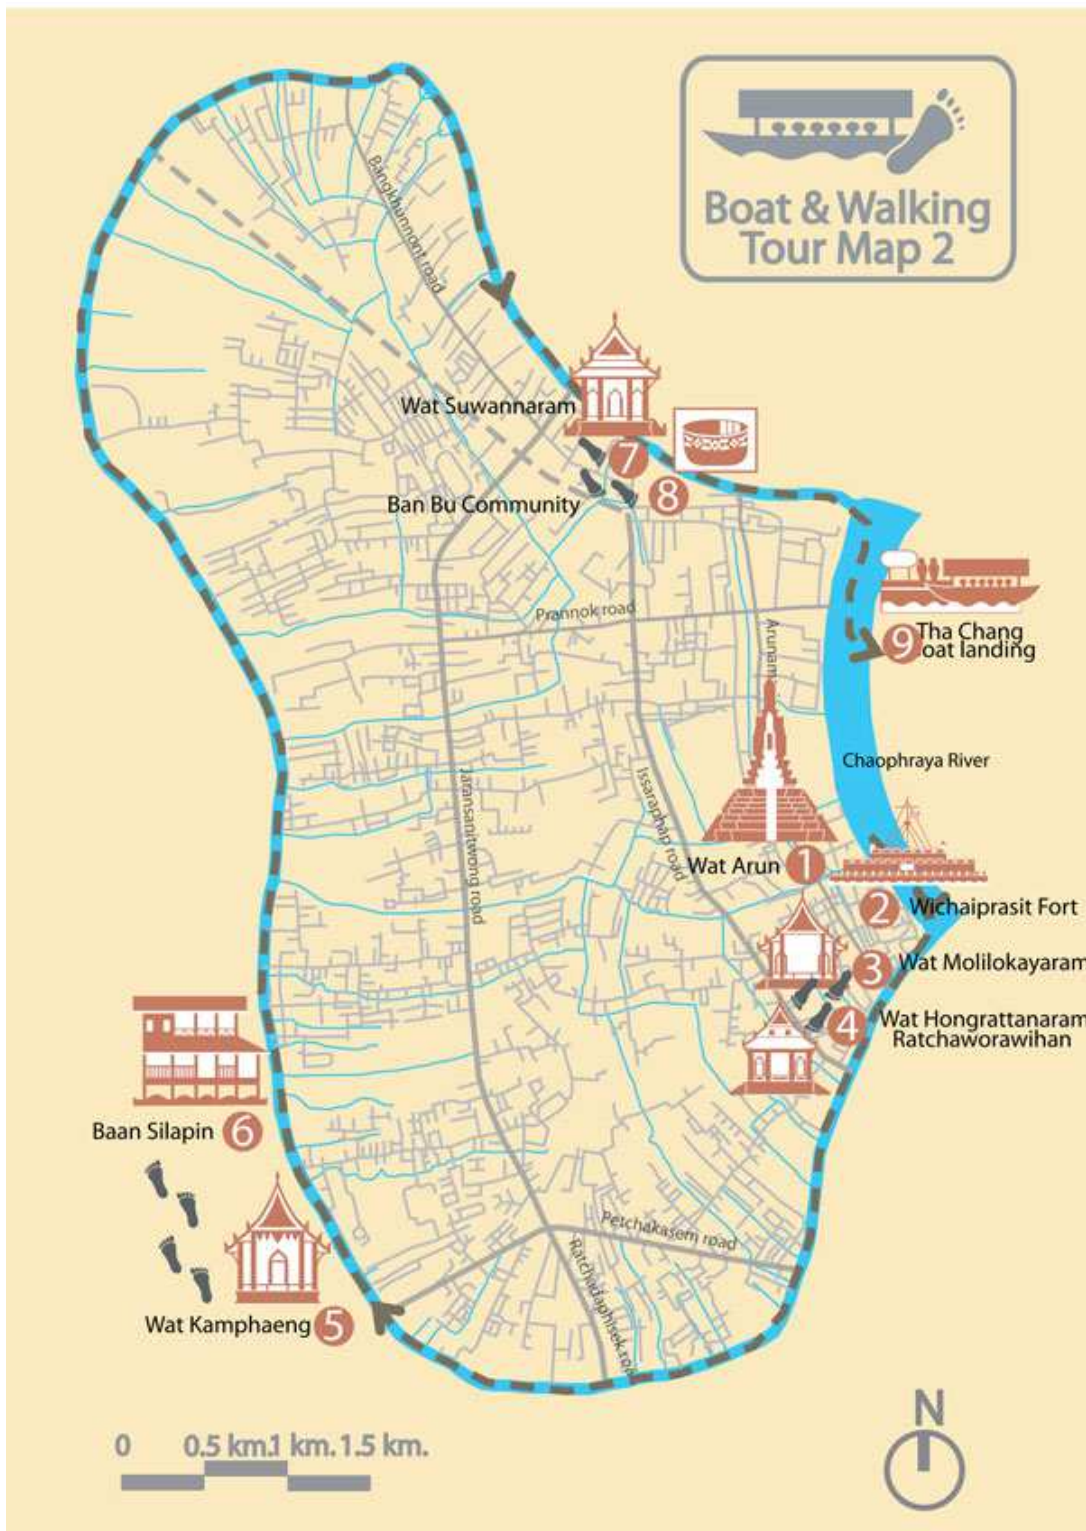 Boat & Walking
Tour Map 2
Bangkhunnont road
Wat Suwannaram
7
Ban Bu Community
8
Prannok road
Arunam
9
Tha Chang
oat landing
Chaophraya River
Jaransanitwong road
Issaraphap road
Wat Arun
1
2
Wichaiprasit Fort
3
Wat Molilokayaram
4
Wat Hongrattanaram
Ratchaworawihan
Baan Silapin
6
Petchakasem road
Ratchadaphisek roa
Wat Kamphaeng
5
N
0 0.5 km.1 km. 1.5 km.